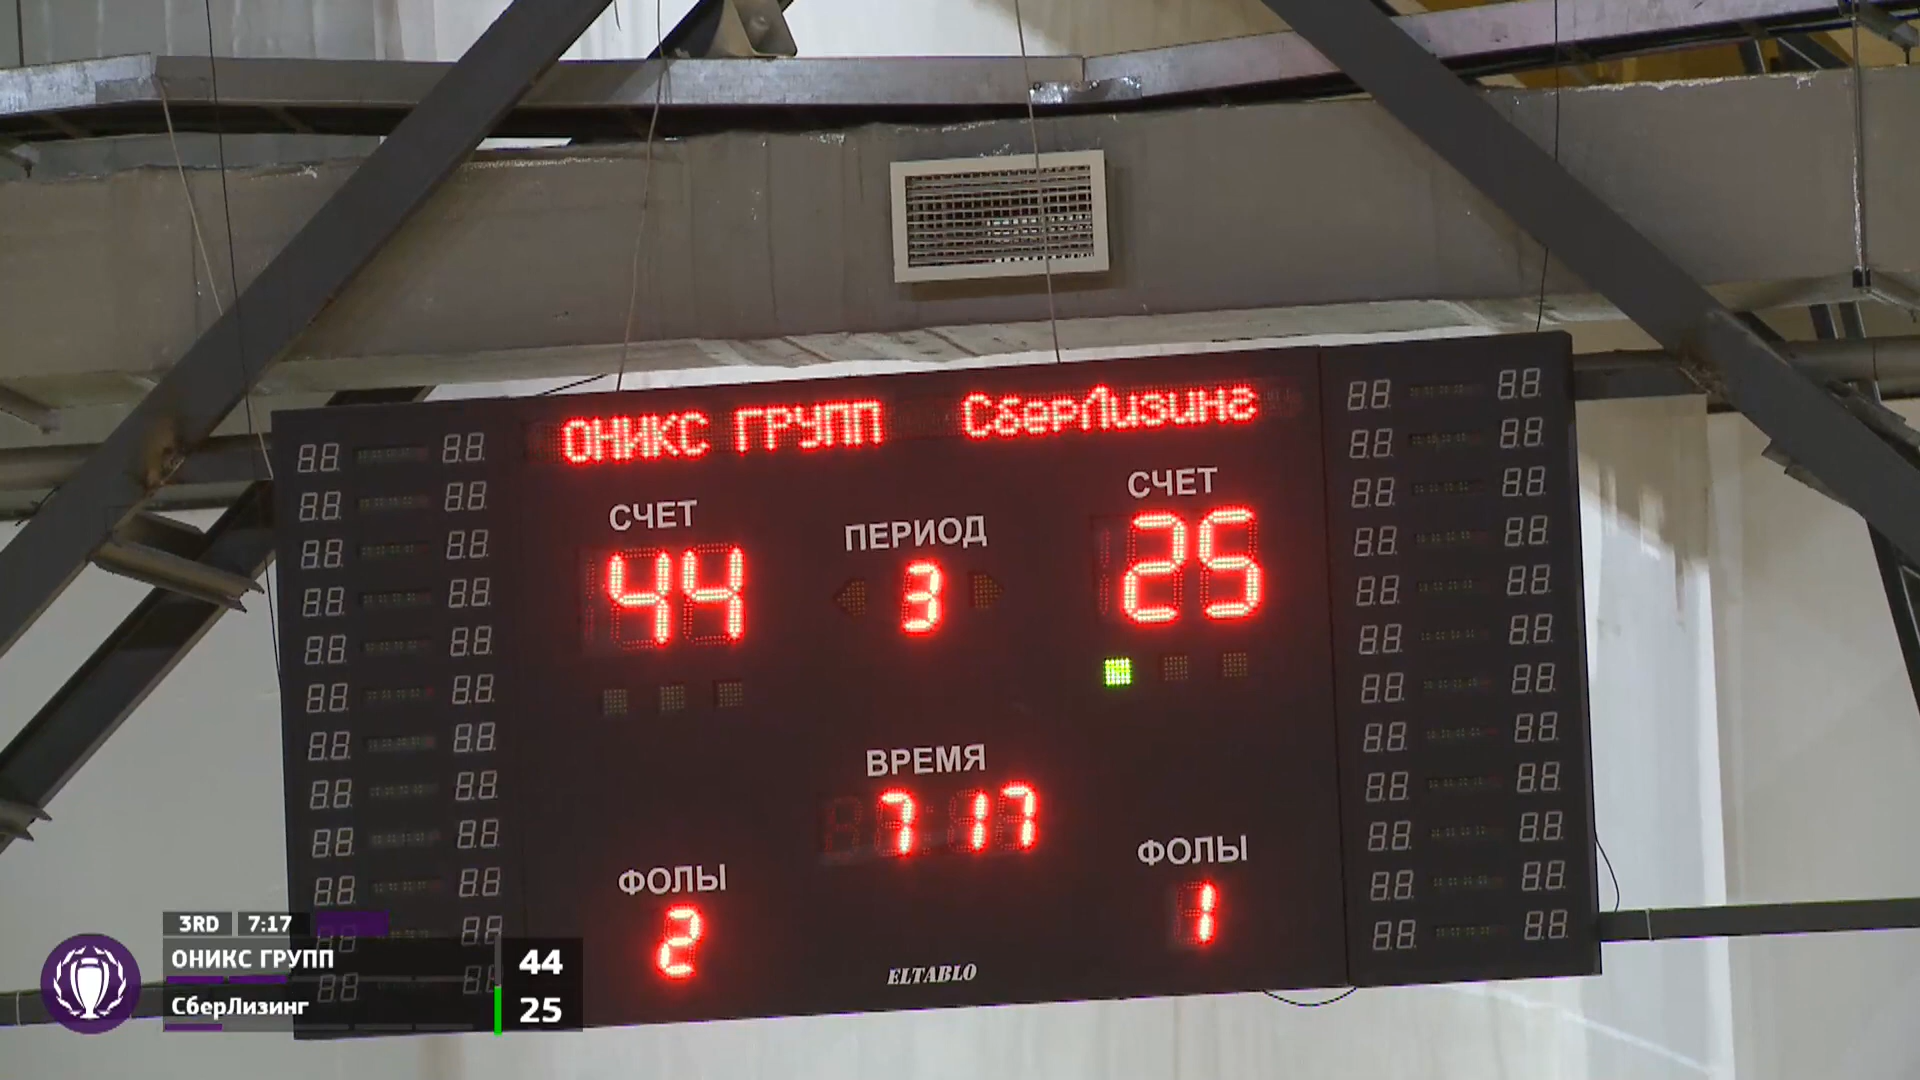 ОНИКС ГРУПП СберЛизинг
СЧЕТ ПЕРИОД СЧЕТ
44 3 25
ВРЕМЯ
7 17
ФОЛЫ ФОЛЫ
2 1
ELTABLO
3RD 7:17
ОНИКС ГРУПП 44
СберЛизинг 25